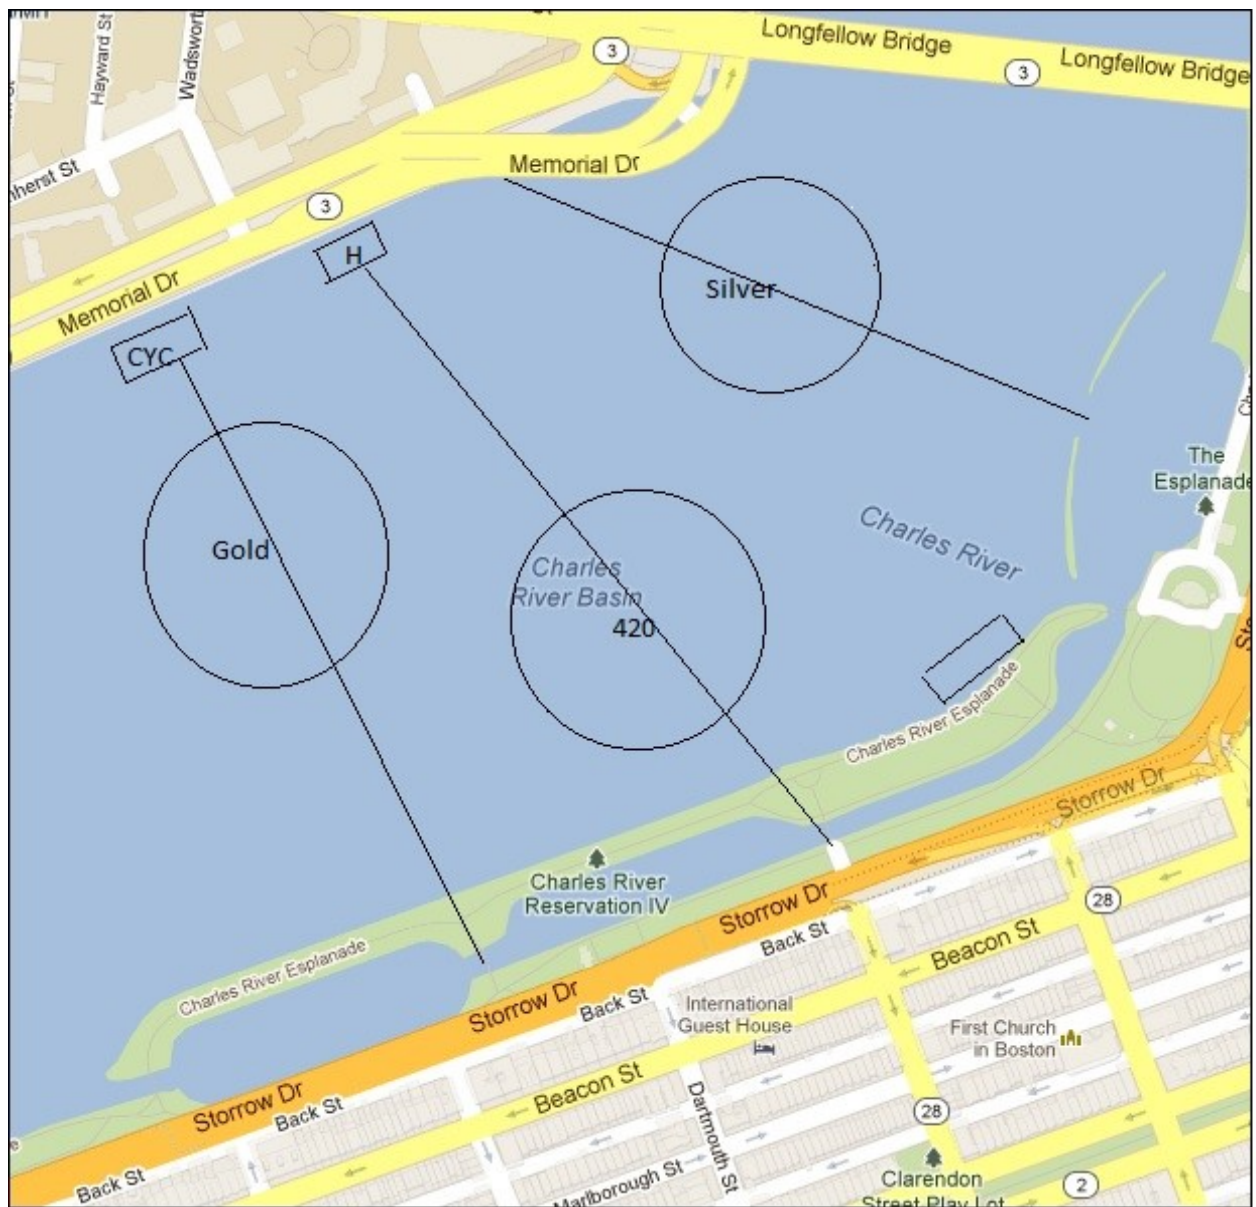 Hayward St
Wadswort
3
Longfellow Bridge
3
Longfellow Bridge
Memorial Dr
mherst St
3
H
Memorial Dr
Silver
CYC
The
Esplanade
Charles River
Gold
Charles
River Basin
420
Charles River Esplanade
Storrow Dr
Charles River
Reservation IV
Storrow Dr
28
Back St
Beacon St
Charles River Esplanade
Storrow Dr
Back St
International
Guest House
First Church
in Boston
Beacon St
Storrow Dr
Back St
Dartmouth St
28
Back St
Marlborough St
Clarendon
Street Play Lot
2